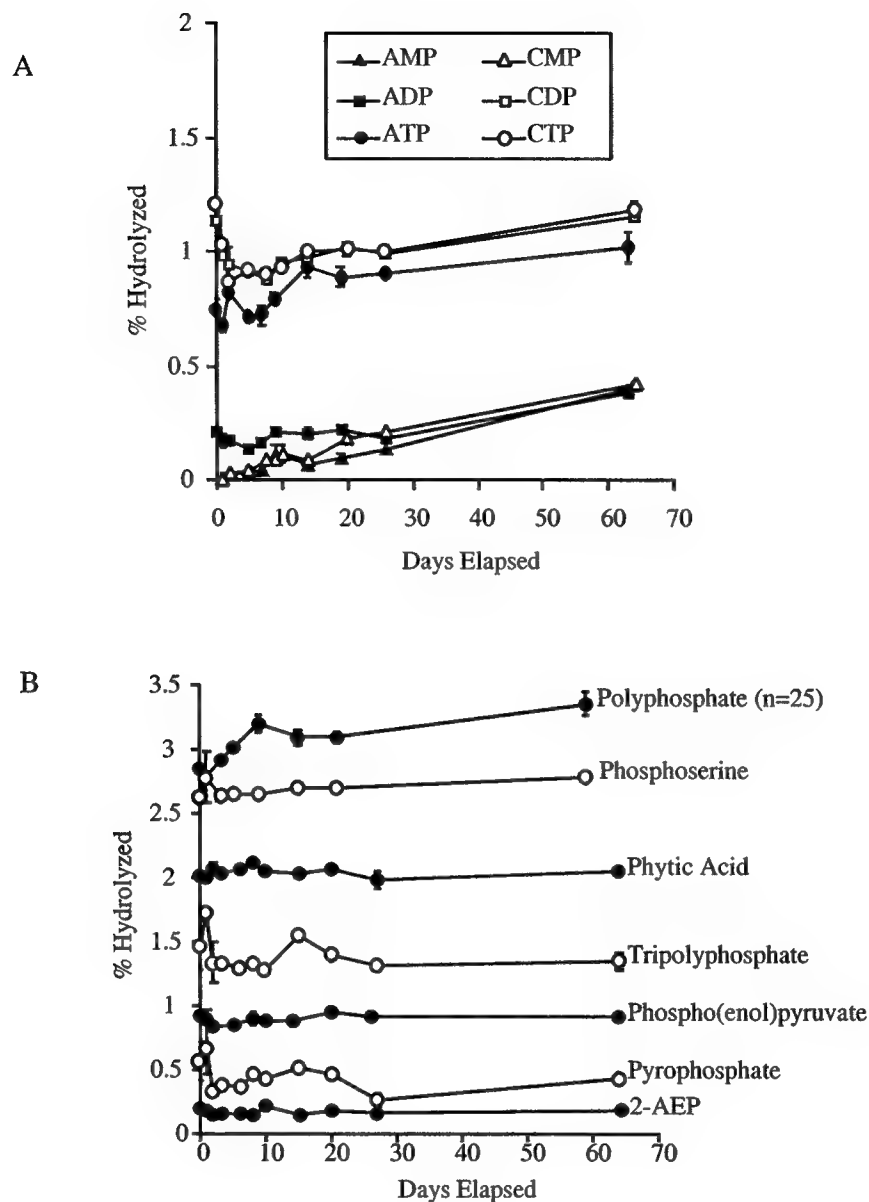 A
2
1.5
1
0.5
0
% Hydrolyzed
AMP
CMP
ADP
CDP
ATP
CTP
0 10 20 30 40 50 60 70
Days Elapsed
B
3.5
3
2.5
2
1.5
1
0.5
0
% Hydrolyzed
Polyphosphate (n=25)
Phosphoserine
Phytic Acid
Tripolyphosphate
Phospho(enol)pyruvate
Pyrophosphate
2-AEP
0 10 20 30 40 50 60 70
Days Elapsed